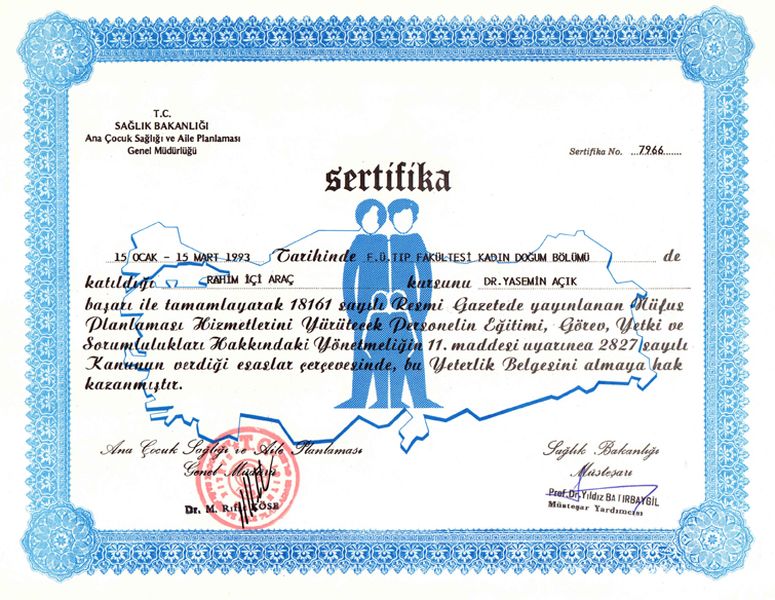 T.C.
SAĞLIK BAKANLIĞI
Ana Çocuk Sağlığı ve Aile Planlaması
Genel Müdürlüğü
Sertifika No. ...7966......
sertifika
15 OCAK - 15 MART 1993 Tarihinde F.Ü.TIP FAKÜLTESİ KADIN DOĞUM BÖLÜMÜ de
katıldığı RAHİM İÇİ ARAÇ kursunu DR.YASEMİN AÇIK
başarı ile tamamlayarak 18161 sayılı Resmi Gazetede yayınlanan Nüfus
Planlaması Hizmetlerini Yürütecek Personelin Eğitimi, Görev, Yetki ve
Sorumlulukları Hakkındaki Yönetmeliğin 11. maddesi uyarınca 2827 sayılı
Kanunun verdiği esaslar çerçevesinde, bu Yeterlik Belgesini almaya hak
kazanmıştır.
Ana Çocuk Sağlığı ve Aile Planlaması
Genel Müdürü
Dr. M. Rıfat KÖSE
Sağlık Bakanlığı
Müsteşarı
Prof.Dr.Yıldız BATIRBAYGİL
Müsteşar Yardımcısı